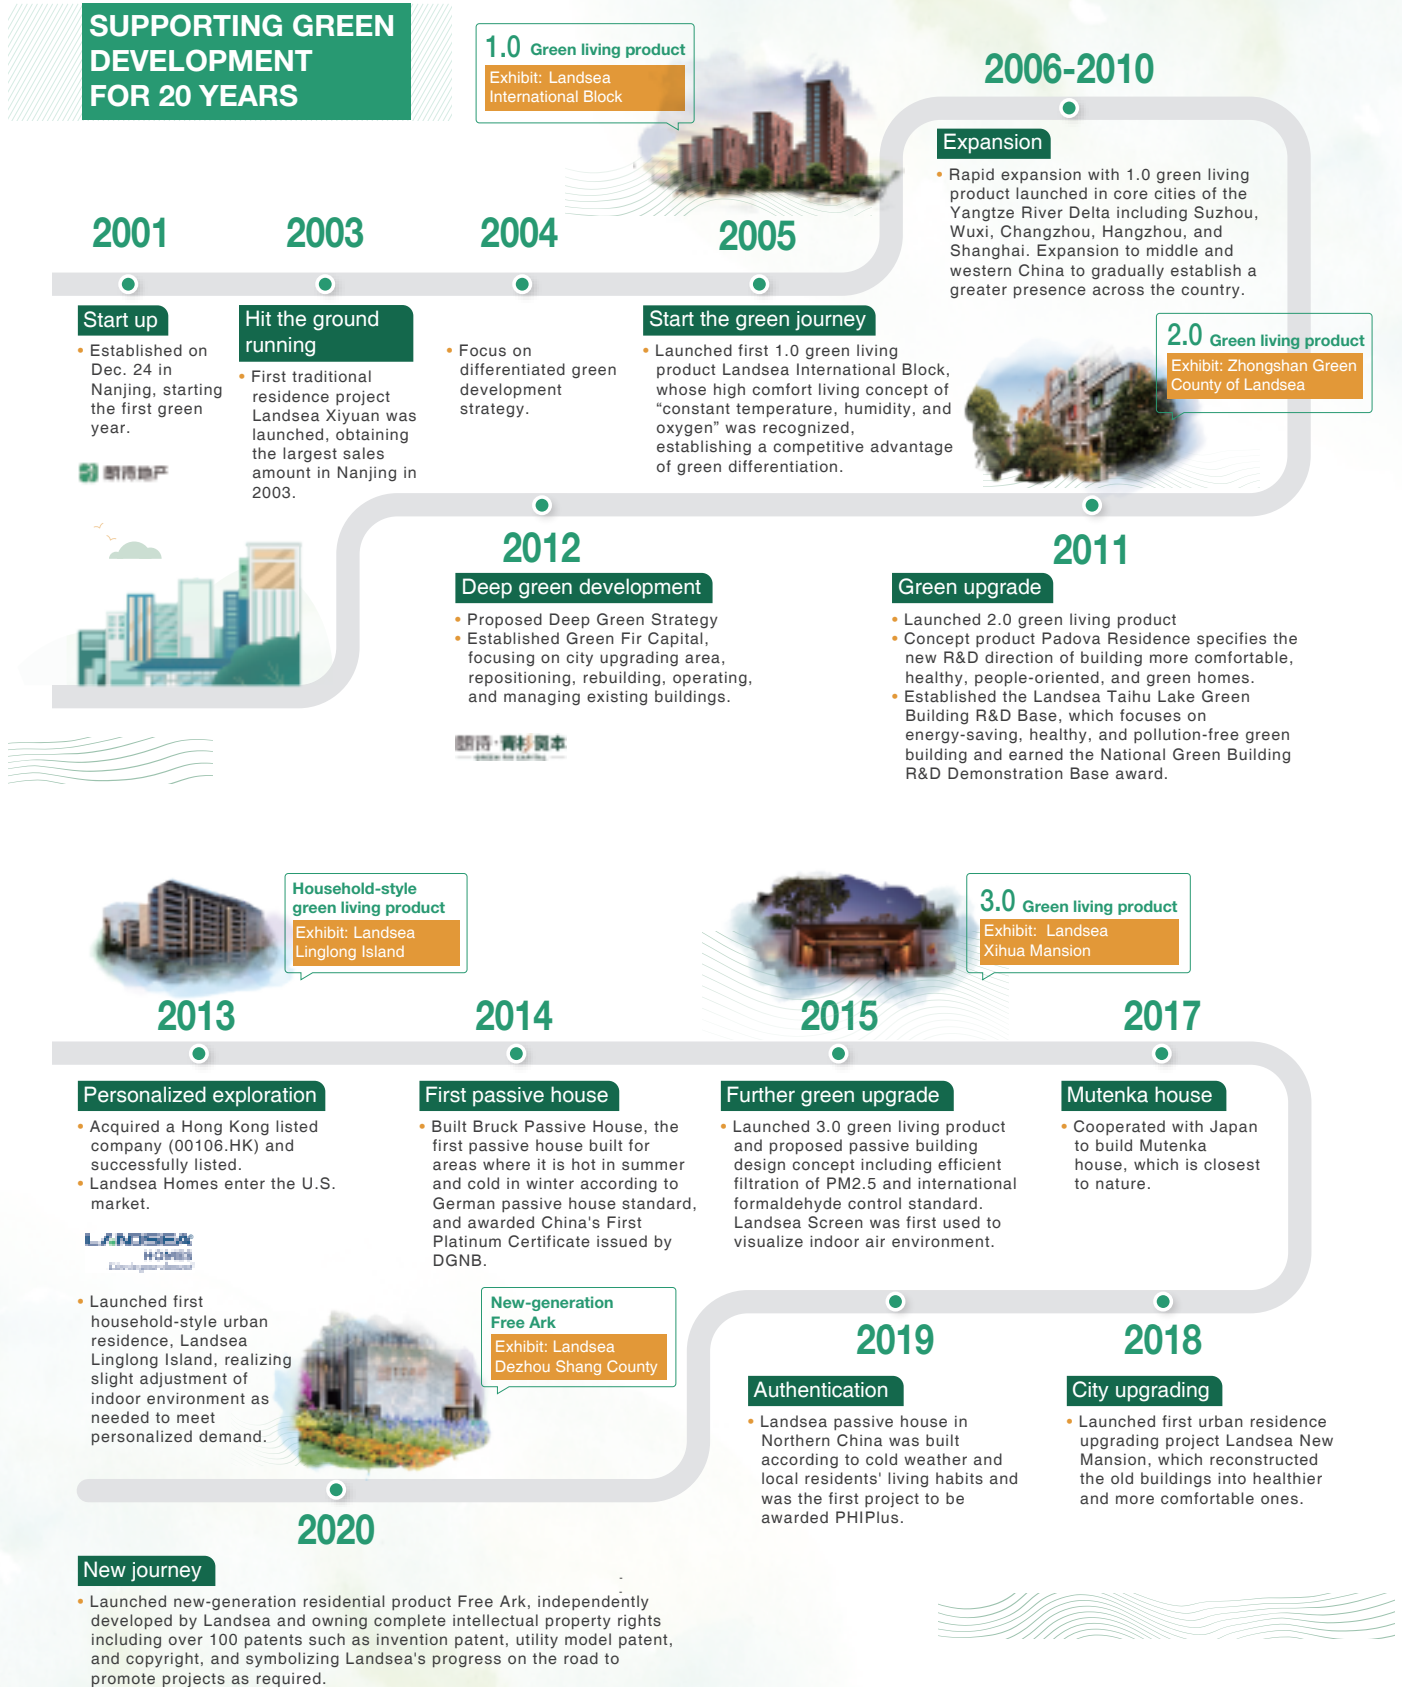 SUPPORTING GREEN
DEVELOPMENT
FOR 20 YEARS
1.0 Green living product
Exhibit: Landsea
International Block
2001
Start up
• Established on
Dec. 24 in
Nanjing, starting
the first green
year.
朗诗地产
2003
Hit the ground
running
• First traditional
residence project
Landsea Xiyuan was
launched, obtaining
the largest sales
amount in Nanjing in
2003.
2004
• Focus on
differentiated green
development
strategy.
2005
Start the green journey
• Launched first 1.0 green living
product Landsea International Block,
whose high comfort living concept of
“constant temperature, humidity, and
oxygen” was recognized,
establishing a competitive advantage
of green differentiation.
2006-2010
Expansion
• Rapid expansion with 1.0 green living
product launched in core cities of the
Yangtze River Delta including Suzhou,
Wuxi, Changzhou, Hangzhou, and
Shanghai. Expansion to middle and
western China to gradually establish a
greater presence across the country.
2.0 Green living product
Exhibit: Zhongshan Green
County of Landsea
2011
Green upgrade
• Launched 2.0 green living product
• Concept product Padova Residence specifies the
new R&D direction of building more comfortable,
healthy, people-oriented, and green homes.
• Established the Landsea Taihu Lake Green
Building R&D Base, which focuses on
energy-saving, healthy, and pollution-free green
building and earned the National Green Building
R&D Demonstration Base award.
2012
Deep green development
• Proposed Deep Green Strategy
• Established Green Fir Capital,
focusing on city upgrading area,
repositioning, rebuilding, operating,
and managing existing buildings.
朗诗·青杉资本
GREEN FIR CAPITAL
Household-style
green living product
Exhibit: Landsea
Linglong Island
2013
Personalized exploration
• Acquired a Hong Kong listed
company (00106.HK) and
successfully listed.
• Landsea Homes enter the U.S.
market.
LANDSEA
HOMES
• Launched first
household-style urban
residence, Landsea
Linglong Island, realizing
slight adjustment of
indoor environment as
needed to meet
personalized demand.
2014
First passive house
• Built Bruck Passive House, the
first passive house built for
areas where it is hot in summer
and cold in winter according to
German passive house standard,
and awarded China's First
Platinum Certificate issued by
DGNB.
2015
Further green upgrade
• Launched 3.0 green living product
and proposed passive building
design concept including efficient
filtration of PM2.5 and international
formaldehyde control standard.
Landsea Screen was first used to
visualize indoor air environment.
3.0 Green living product
Exhibit: Landsea
Xihua Mansion
2017
Mutenka house
• Cooperated with Japan
to build Mutenka
house, which is closest
to nature.
2018
City upgrading
• Launched first urban residence
upgrading project Landsea New
Mansion, which reconstructed
the old buildings into healthier
and more comfortable ones.
2019
Authentication
• Landsea passive house in
Northern China was built
according to cold weather and
local residents' living habits and
was the first project to be
awarded PHIPlus.
New-generation
Free Ark
Exhibit: Landsea
Dezhou Shang County
2020
New journey
• Launched new-generation residential product Free Ark, independently
developed by Landsea and owning complete intellectual property rights
including over 100 patents such as invention patent, utility model patent,
and copyright, and symbolizing Landsea's progress on the road to
promote projects as required.